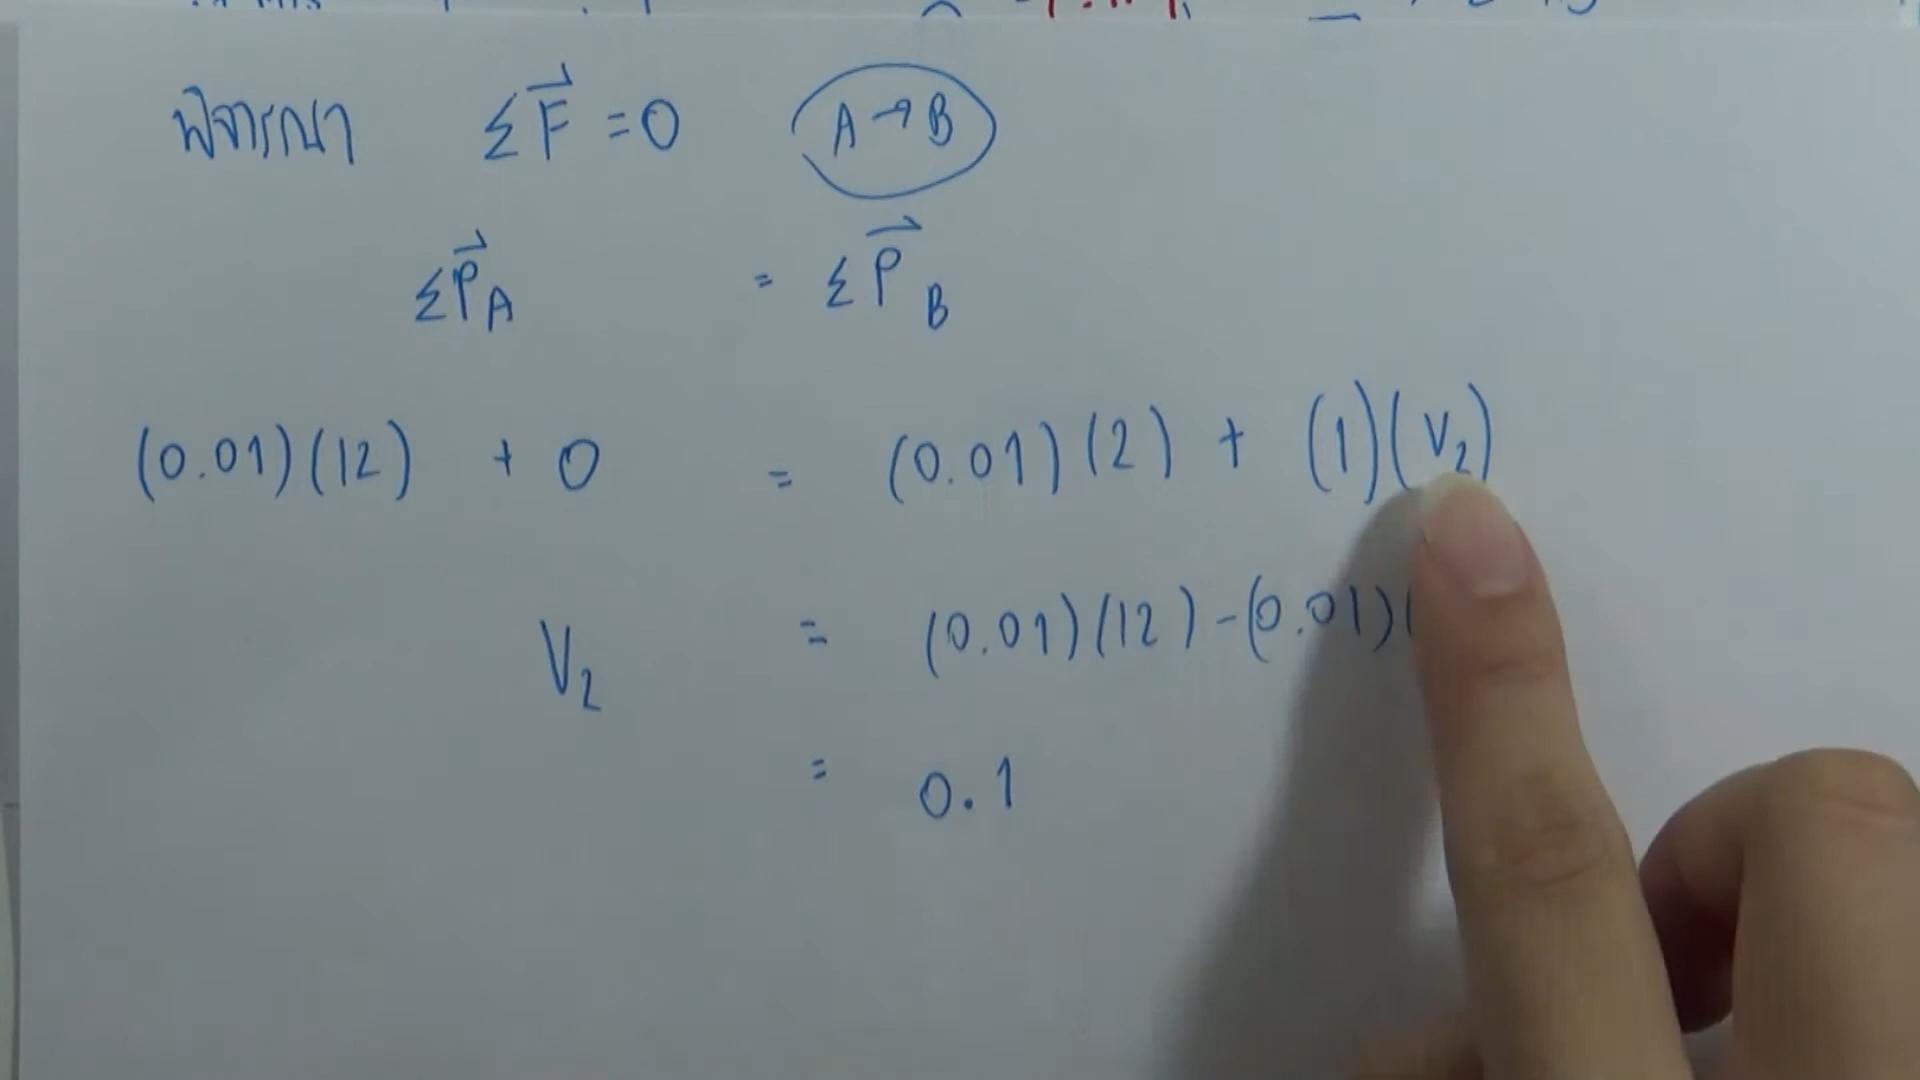 พิจารณา ΣF⃗ = 0 A → B
ΣP⃗A = ΣP⃗B
(0.01)(12) + 0 = (0.01)(2) + (1)(V₂)
V₂ = (0.01)(12) - (0.01)(
= 0.1